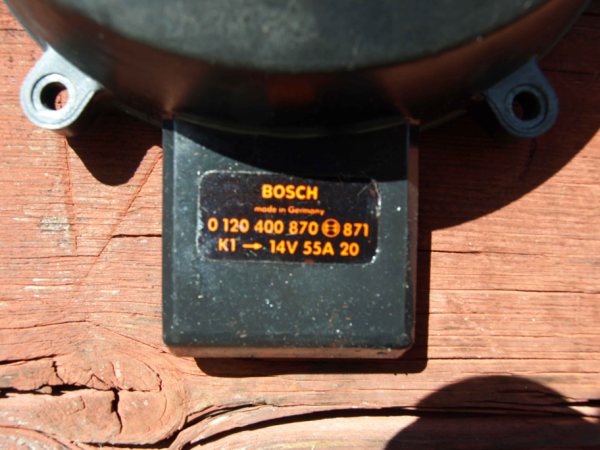 BOSCH
made in Germany
0 120 400 870 871
K1 → 14V 55A 20